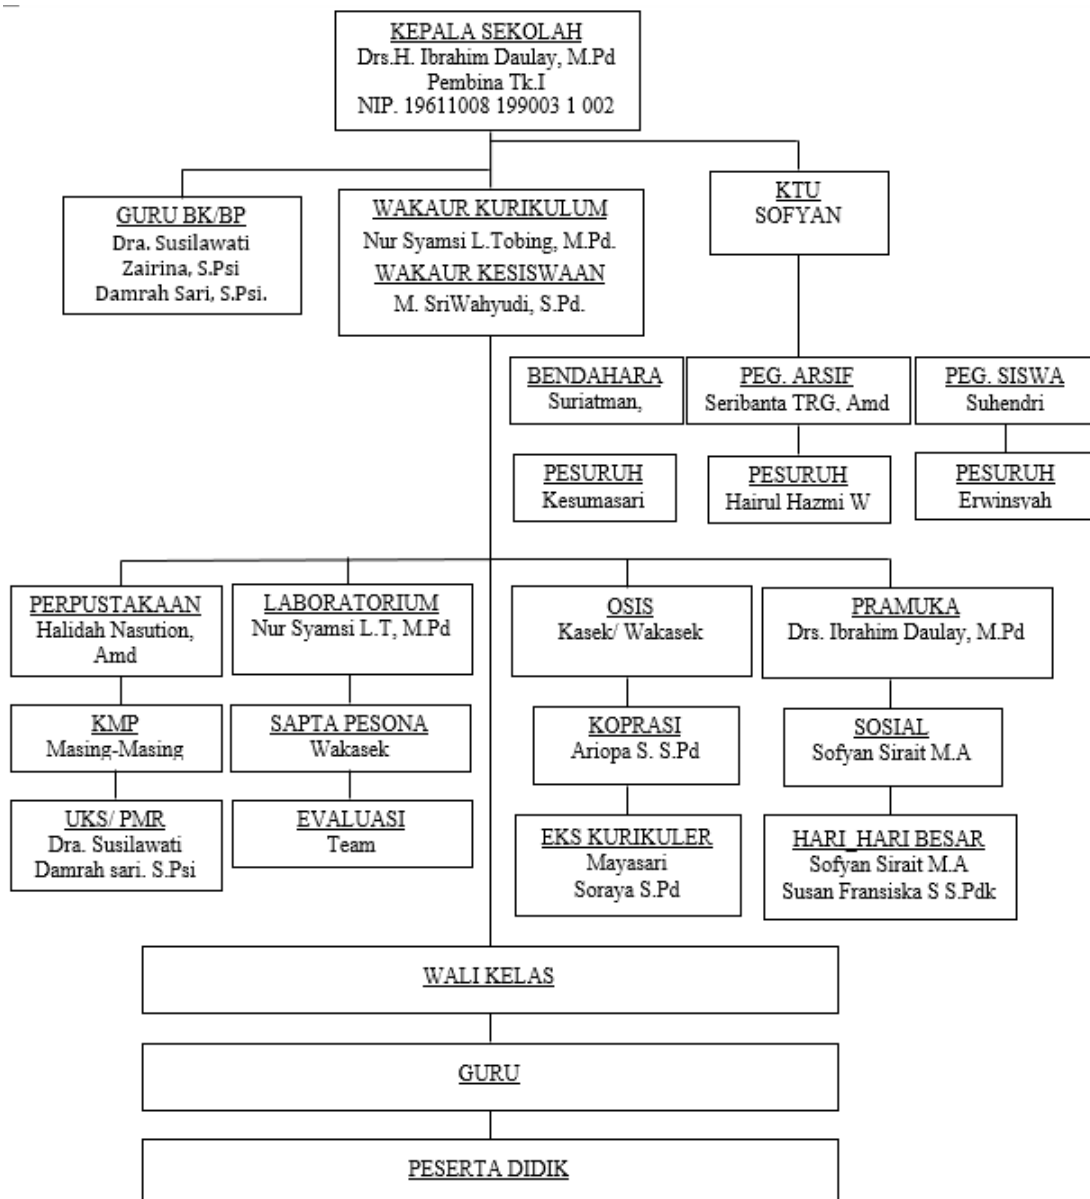 KEPALA SEKOLAH
Drs.H. Ibrahim Daulay, M.Pd
Pembina Tk.I
NIP. 19611008 199003 1 002
GURU BK/BP
Dra. Susilawati
Zairina, S.Psi
Damrah Sari, S.Psi.
WAKAUR KURIKULUM
Nur Syamsi L.Tobing, M.Pd.
WAKAUR KESISWAAN
M. SriWahyudi, S.Pd.
KTU
SOFYAN
BENDAHARA
Suriatman,
PEG. ARSIF
Seribanta TRG, Amd
PEG. SISWA
Suhendri
PESURUH
Kesumasari
PESURUH
Hairul Hazmi W
PESURUH
Erwinsyah
PERPUSTAKAAN
Halidah Nasution,
Amd
LABORATORIUM
Nur Syamsi L.T, M.Pd
OSIS
Kasek/ Wakasek
PRAMUKA
Drs. Ibrahim Daulay, M.Pd
KMP
Masing-Masing
SAPTA PESONA
Wakasek
KOPRASI
Ariopa S. S.Pd
SOSIAL
Sofyan Sirait M.A
UKS/ PMR
Dra. Susilawati
Damrah sari. S.Psi
EVALUASI
Team
EKS KURIKULER
Mayasari
Soraya S.Pd
HARI_HARI BESAR
Sofyan Sirait M.A
Susan Fransiska S S.Pdk
WALI KELAS
GURU
PESERTA DIDIK